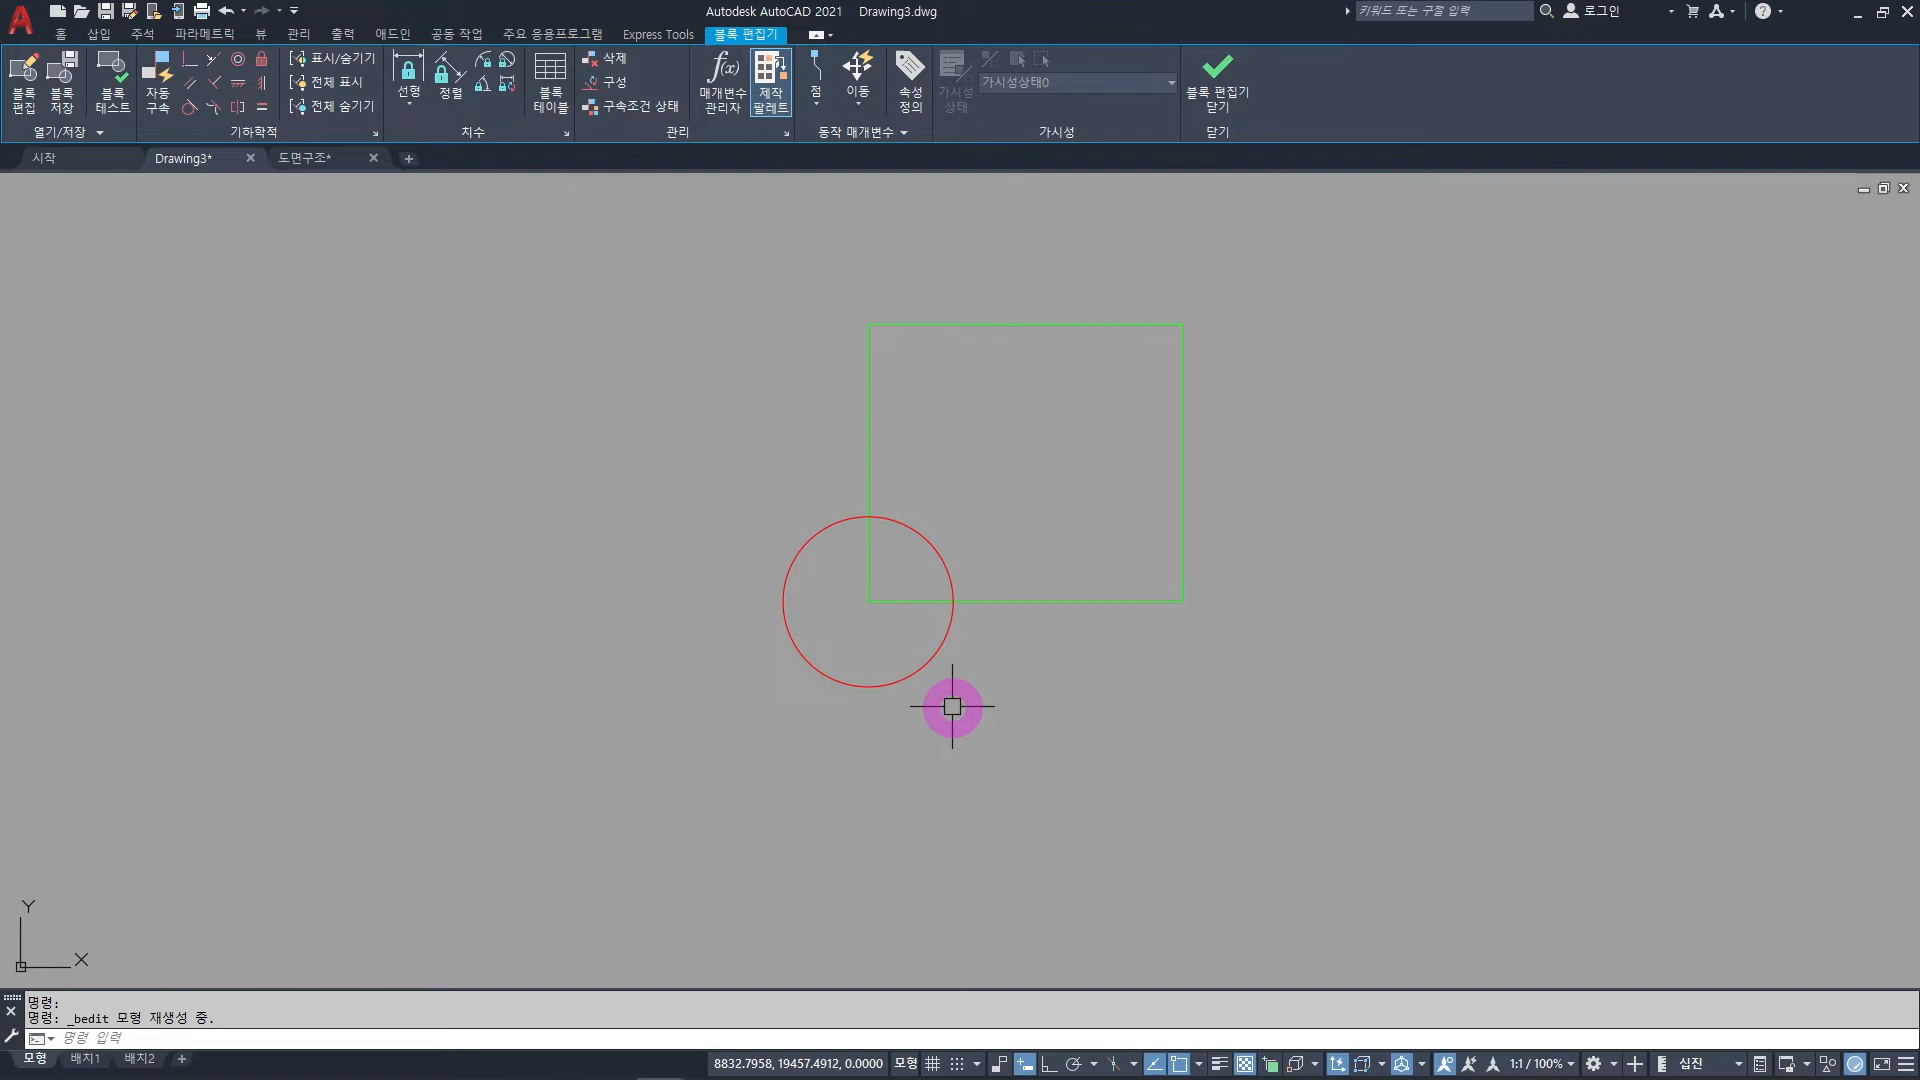 Autodesk AutoCAD 2021 Drawing3.dwg
키워드 또는 구절 입력
로그인
홈 삽입 주석 파라메트릭 뷰 관리 출력 애드인 공동 작업 주요 응용프로그램 Express Tools 블록 편집기
블록 편집
블록 저장
블록 테스트
자동 구속
표시/숨기기
전체 표시
전체 숨기기
선형
정렬
블록 테이블
삭제
구성
구속조건 상태
f(x)
매개변수 관리자
제작 팔레트
점
이동
속성 정의
가시성 상태
가시성상태0
블록 편집기 닫기
열기/저장 기하학적 치수 관리 동작 매개변수 가시성 닫기
시작 Drawing3* 도면구조*
Y
X
명령:
명령: _bedit 모형 재생성 중.
명령 입력
모형 배치1 배치2
8832.7958, 19457.4912, 0.0000 모형 1:1 / 100% 십진